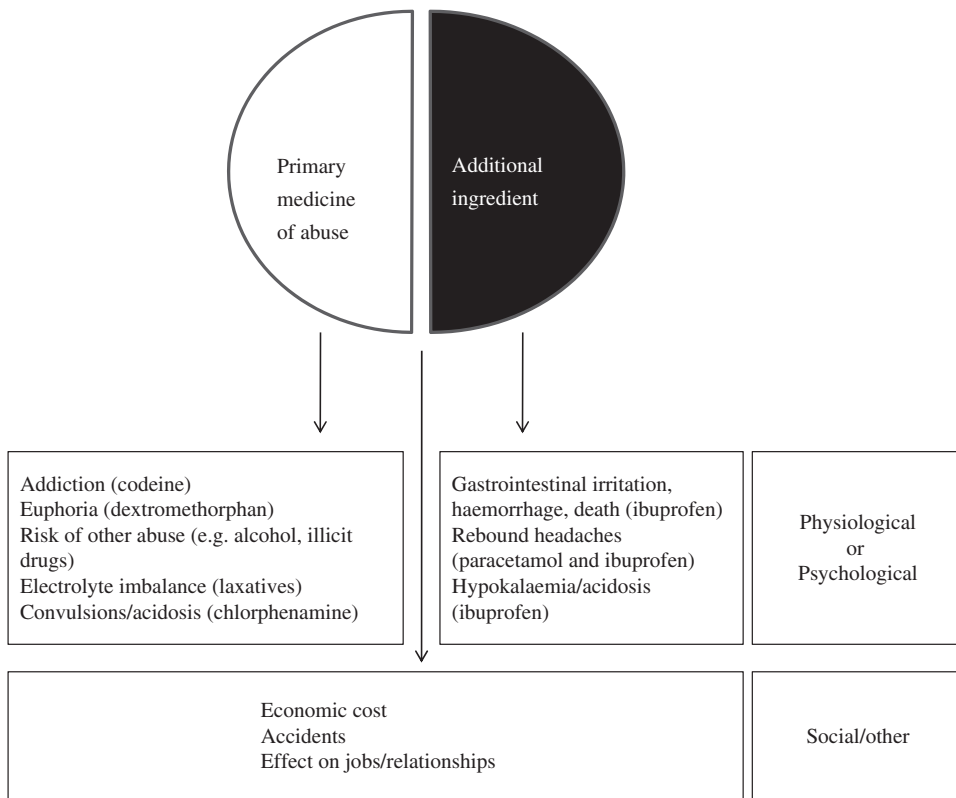 Primary
medicine
of abuse
Additional
ingredient
Addiction (codeine)
Euphoria (dextromethorphan)
Risk of other abuse (e.g. alcohol, illicit
drugs)
Electrolyte imbalance (laxatives)
Convulsions/acidosis (chlorphenamine)
Gastrointestinal irritation,
haemorrhage, death (ibuprofen)
Rebound headaches
(paracetamol and ibuprofen)
Hypokalaemia/acidosis
(ibuprofen)
Physiological
or
Psychological
Economic cost
Accidents
Effect on jobs/relationships
Social/other